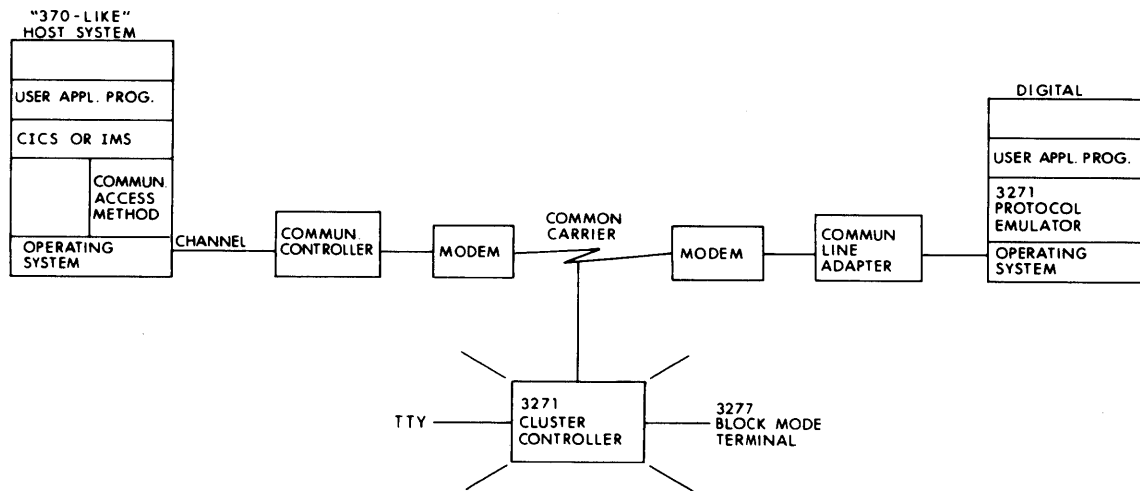 "370-LIKE"
HOST SYSTEM
USER APPL. PROG.
CICS OR IMS
COMMUN.
ACCESS
METHOD
OPERATING
SYSTEM
CHANNEL
COMMUN.
CONTROLLER
MODEM
COMMON
CARRIER
MODEM
COMMUN
LINE
ADAPTER
DIGITAL
USER APPL. PROG.
3271
PROTOCOL
EMULATOR
OPERATING
SYSTEM
TTY
3271
CLUSTER
CONTROLLER
3277
BLOCK MODE
TERMINAL